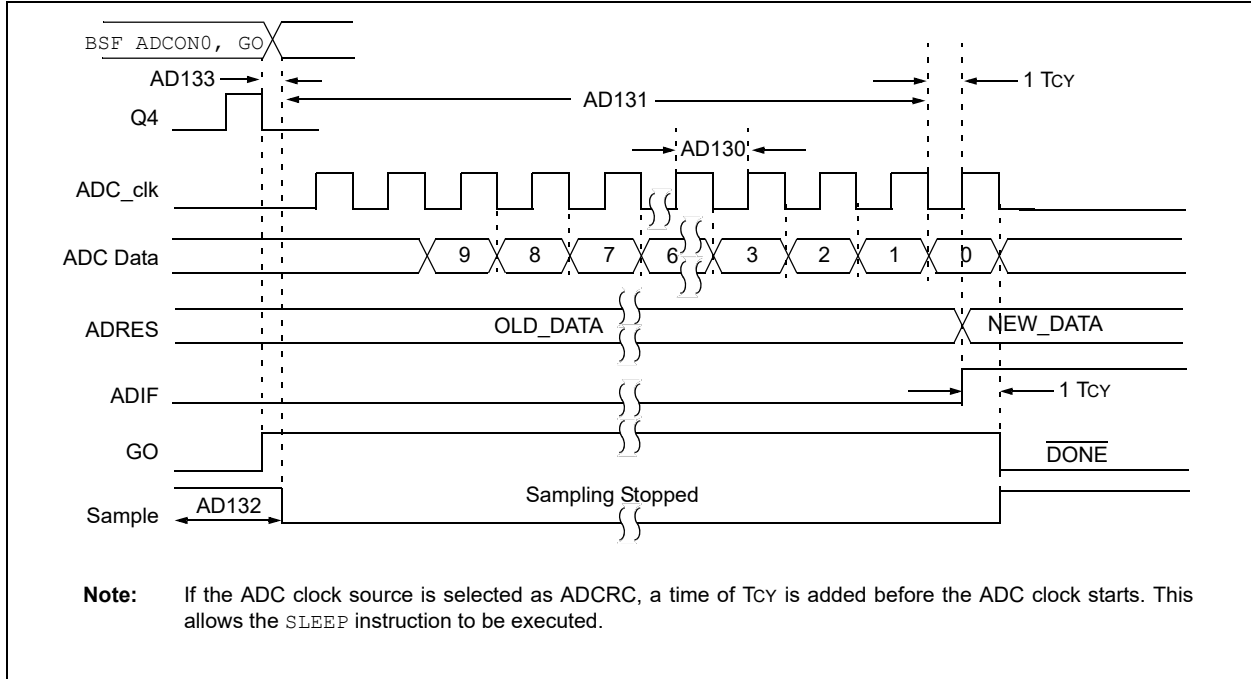 BSF ADCON0, GO
AD133
1 TCY
AD131
Q4
AD130
ADC_clk
ADC Data
9 8 7 6 3 2 1 0
ADRES
OLD_DATA
NEW_DATA
ADIF
1 TCY
GO
DONE
Sample
AD132
Sampling Stopped
Note: If the ADC clock source is selected as ADCRC, a time of TCY is added before the ADC clock starts. This
allows the SLEEP instruction to be executed.